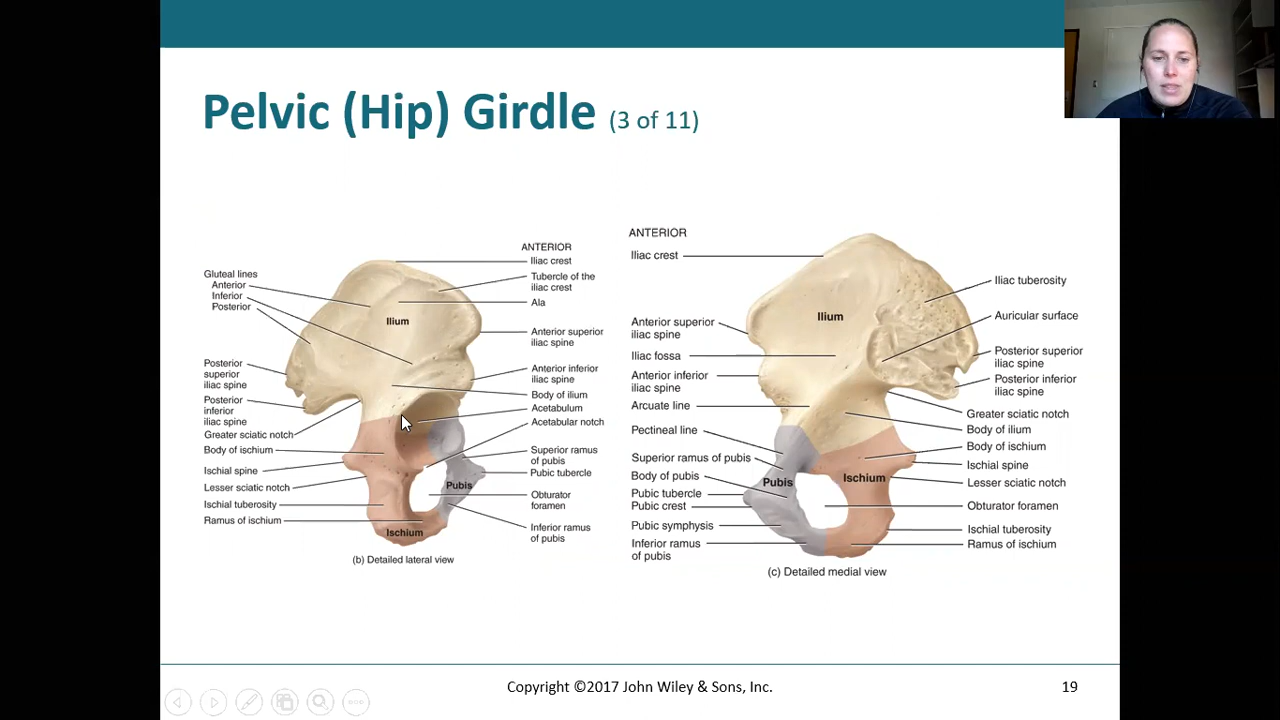 Pelvic (Hip) Girdle (3 of 11)
ANTERIOR
Iliac crest
Tubercle of the
iliac crest
Ala
Anterior superior
iliac spine
Anterior inferior
iliac spine
Body of ilium
Acetabulum
Acetabular notch
Superior ramus
of pubis
Pubic tubercle
Obturator
foramen
Inferior ramus
of pubis
Gluteal lines
Anterior
Inferior
Posterior
Posterior
superior
iliac spine
Posterior
inferior
iliac spine
Greater sciatic notch
Body of ischium
Ischial spine
Lesser sciatic notch
Ischial tuberosity
Ramus of ischium
Ilium
Pubis
Ischium
(b) Detailed lateral view
ANTERIOR
Iliac crest
Anterior superior
iliac spine
Iliac fossa
Anterior inferior
iliac spine
Arcuate line
Pectineal line
Superior ramus of pubis
Body of pubis
Pubic tubercle
Pubic crest
Pubic symphysis
Inferior ramus
of pubis
Ilium
Pubis
Ischium
Iliac tuberosity
Auricular surface
Posterior superior
iliac spine
Posterior inferior
iliac spine
Greater sciatic notch
Body of ilium
Body of ischium
Ischial spine
Lesser sciatic notch
Obturator foramen
Ischial tuberosity
Ramus of ischium
(c) Detailed medial view
Copyright ©2017 John Wiley & Sons, Inc.
19